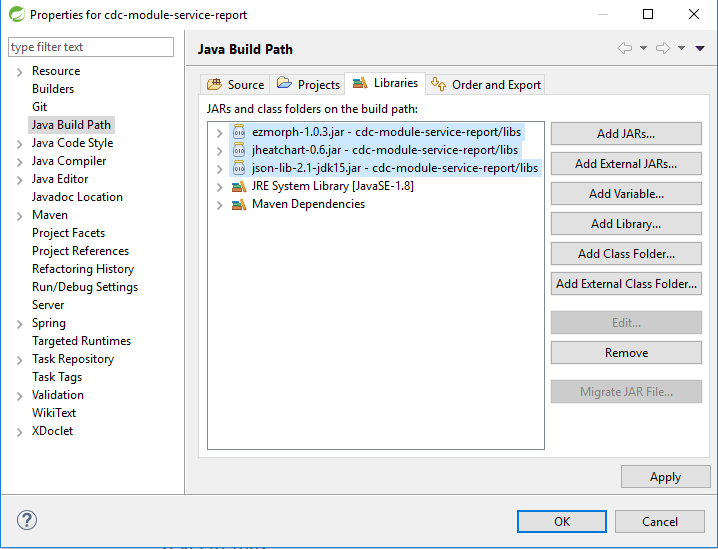 Properties for cdc-module-service-report
type filter text
Resource
Builders
Git
Java Build Path
Java Code Style
Java Compiler
Java Editor
Javadoc Location
Maven
Project Facets
Project References
Refactoring History
Run/Debug Settings
Server
Spring
Targeted Runtimes
Task Repository
Task Tags
Validation
WikiText
XDoclet
Java Build Path
Source Projects Libraries Order and Export
JARs and class folders on the build path:
ezmorph-1.0.3.jar - cdc-module-service-report/libs
jheatchart-0.6.jar - cdc-module-service-report/libs
json-lib-2.1-jdk15.jar - cdc-module-service-report/libs
JRE System Library [JavaSE-1.8]
Maven Dependencies
Add JARs...
Add External JARs...
Add Variable...
Add Library...
Add Class Folder...
Add External Class Folder...
Edit...
Remove
Migrate JAR File...
Apply
?
OK Cancel